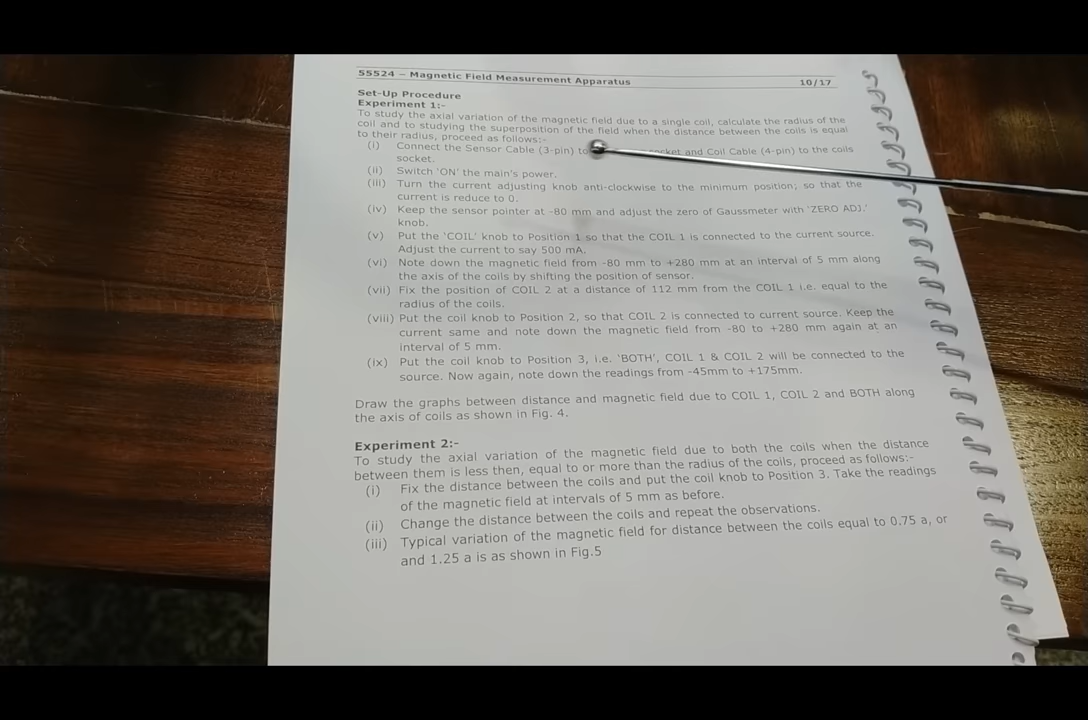 55524 – Magnetic Field Measurement Apparatus 10/17
Set-Up Procedure
Experiment 1:-
To study the axial variation of the magnetic field due to a single coil, calculate the radius of the
coil and to studying the superposition of the field when the distance between the coils is equal
to their radius, proceed as follows:-
(i) Connect the Sensor Cable (3-pin) to socket and Coil Cable (4-pin) to the coils
socket.
(ii) Switch 'ON' the main's power.
(iii) Turn the current adjusting knob anti-clockwise to the minimum position; so that the
current is reduce to 0.
(iv) Keep the sensor pointer at -80 mm and adjust the zero of Gaussmeter with 'ZERO ADJ.'
knob.
(v) Put the 'COIL' knob to Position 1 so that the COIL 1 is connected to the current source.
Adjust the current to say 500 mA.
(vi) Note down the magnetic field from -80 mm to +280 mm at an interval of 5 mm along
the axis of the coils by shifting the position of sensor.
(vii) Fix the position of COIL 2 at a distance of 112 mm from the COIL 1 i.e. equal to the
radius of the coils.
(viii) Put the coil knob to Position 2, so that COIL 2 is connected to current source. Keep the
current same and note down the magnetic field from -80 to +280 mm again at an
interval of 5 mm.
(ix) Put the coil knob to Position 3, i.e. 'BOTH', COIL 1 & COIL 2 will be connected to the
source. Now again, note down the readings from -45mm to +175mm.
Draw the graphs between distance and magnetic field due to COIL 1, COIL 2 and BOTH along
the axis of coils as shown in Fig. 4.
Experiment 2:-
To study the axial variation of the magnetic field due to both the coils when the distance
between them is less then, equal to or more than the radius of the coils, proceed as follows:-
(i) Fix the distance between the coils and put the coil knob to Position 3. Take the readings
of the magnetic field at intervals of 5 mm as before.
(ii) Change the distance between the coils and repeat the observations.
(iii) Typical variation of the magnetic field for distance between the coils equal to 0.75 a, or
and 1.25 a is as shown in Fig.5